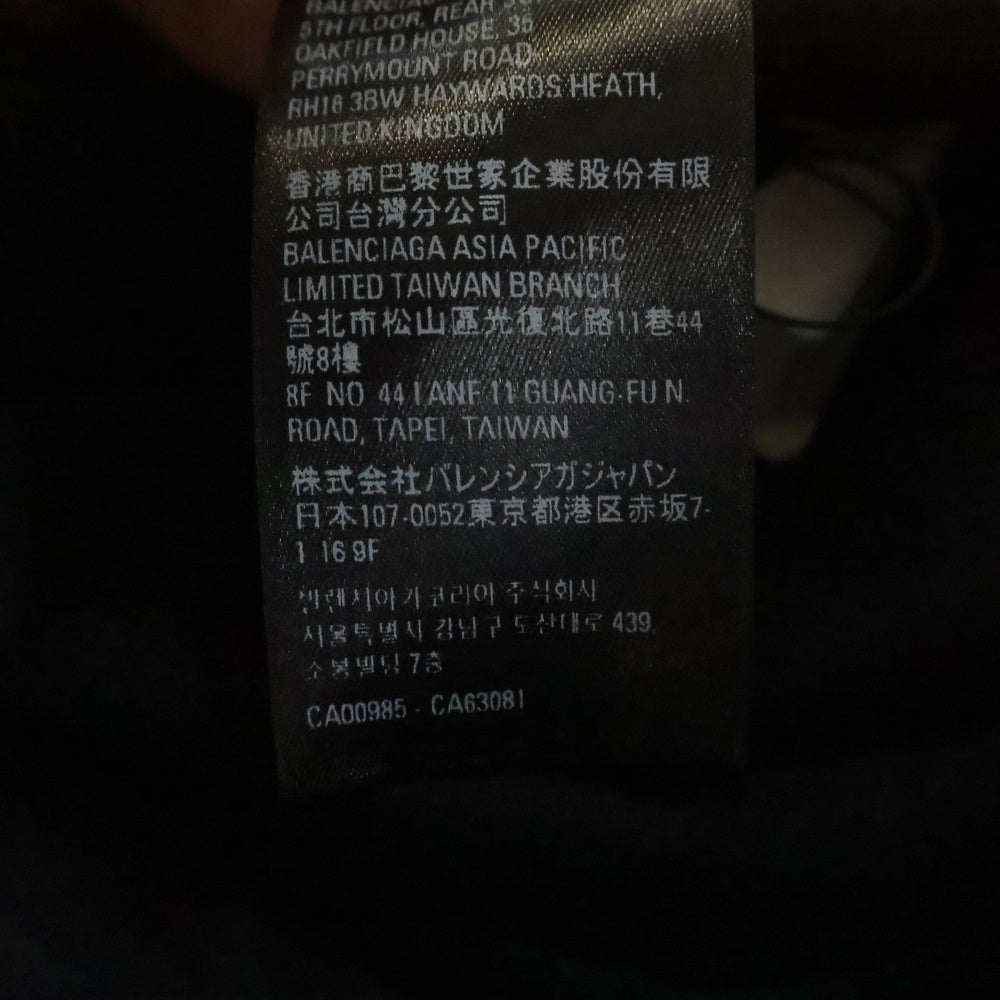 BALENCIAGA
5TH FLOOR, REAR
OAKFIELD HOUSE, 35
PERRYMOUNT ROAD
RH16 3BW HAYWARDS HEATH,
UNITED KINGDOM
香港商巴黎世家企業股份有限
公司台灣分公司
BALENCIAGA ASIA PACIFIC
LIMITED TAIWAN BRANCH
台北市松山區光復北路11巷44
號8樓
8F NO 44 LANE 11 GUANG-FU N.
ROAD, TAPEI, TAIWAN
株式会社バレンシアガジャパン
日本107-0052東京都港区赤坂7-
1 16 9F
발렌시아가코리아 주식회사
서울특별시 강남구 도산대로 439,
소봉빌딩 7층
CA00985 - CA63081